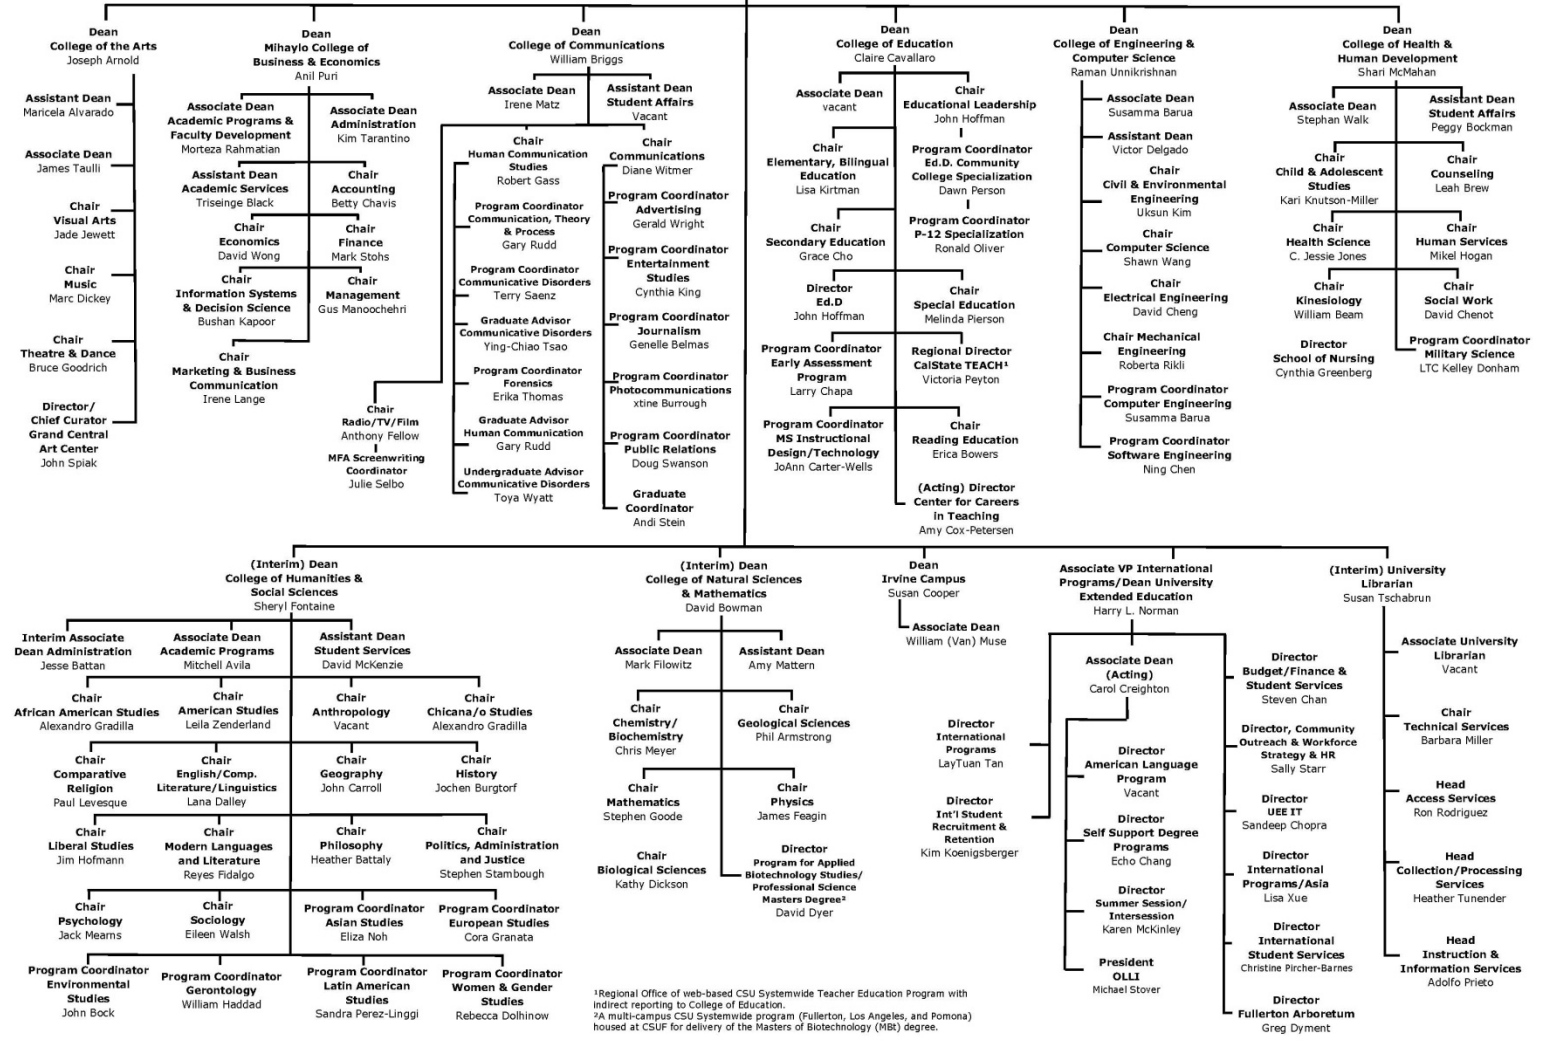 Dean
College of the Arts
Joseph Arnold
Assistant Dean
Maricela Alvarado
Associate Dean
James Taulli
Chair
Visual Arts
Jade Jewett
Chair
Music
Marc Dickey
Chair
Theatre & Dance
Bruce Goodrich
Director/
Chief Curator
Grand Central
Art Center
John Spiak
Dean
Mihaylo College of
Business & Economics
Anil Puri
Associate Dean
Academic Programs &
Faculty Development
Morteza Rahmatian
Associate Dean
Administration
Kim Tarantino
Assistant Dean
Academic Services
Triseinge Black
Chair
Accounting
Betty Chavis
Chair
Economics
David Wong
Chair
Finance
Mark Stohs
Chair
Information Systems
& Decision Science
Bushan Kapoor
Chair
Management
Gus Manoochehri
Chair
Marketing & Business
Communication
Irene Lange
Dean
College of Communications
William Briggs
Associate Dean
Irene Matz
Assistant Dean
Student Affairs
Vacant
Chair
Human Communication
Studies
Robert Gass
Program Coordinator
Communication, Theory
& Process
Gary Rudd
Program Coordinator
Communicative Disorders
Terry Saenz
Graduate Advisor
Communicative Disorders
Ying-Chiao Tsao
Program Coordinator
Forensics
Erika Thomas
Graduate Advisor
Human Communication
Gary Rudd
Undergraduate Advisor
Communicative Disorders
Toya Wyatt
Chair
Communications
Diane Witmer
Program Coordinator
Advertising
Gerald Wright
Program Coordinator
Entertainment
Studies
Cynthia King
Program Coordinator
Journalism
Genelle Belmas
Program Coordinator
Photocommunications
xtine Burrough
Program Coordinator
Public Relations
Doug Swanson
Graduate
Coordinator
Andi Stein
Chair
Radio/TV/Film
Anthony Fellow
MFA Screenwriting
Coordinator
Julie Selbo
Dean
College of Education
Claire Cavallaro
Associate Dean
vacant
Chair
Educational Leadership
John Hoffman
Chair
Elementary, Bilingual
Education
Lisa Kirtman
Program Coordinator
Ed.D. Community
College Specialization
Dawn Person
Chair
Secondary Education
Grace Cho
Program Coordinator
P-12 Specialization
Ronald Oliver
Director
Ed.D
John Hoffman
Chair
Special Education
Melinda Pierson
Program Coordinator
Early Assessment
Program
Larry Chapa
Regional Director
CalState TEACH¹
Victoria Peyton
Program Coordinator
MS Instructional
Design/Technology
JoAnn Carter-Wells
Chair
Reading Education
Erica Bowers
(Acting) Director
Center for Careers
in Teaching
Amy Cox-Petersen
Dean
College of Engineering &
Computer Science
Raman Unnikrishnan
Associate Dean
Susamma Barua
Assistant Dean
Victor Delgado
Chair
Civil & Environmental
Engineering
Uksun Kim
Chair
Computer Science
Shawn Wang
Chair
Electrical Engineering
David Cheng
Chair Mechanical
Engineering
Roberta Rikli
Program Coordinator
Computer Engineering
Susamma Barua
Program Coordinator
Software Engineering
Ning Chen
Dean
College of Health &
Human Development
Shari McMahan
Associate Dean
Stephan Walk
Assistant Dean
Student Affairs
Peggy Bockman
Chair
Child & Adolescent
Studies
Kari Knutson-Miller
Chair
Counseling
Leah Brew
Chair
Health Science
C. Jessie Jones
Chair
Human Services
Mikel Hogan
Chair
Kinesiology
William Beam
Chair
Social Work
David Chenot
Director
School of Nursing
Cynthia Greenberg
Program Coordinator
Military Science
LTC Kelley Donham
(Interim) Dean
College of Humanities &
Social Sciences
Sheryl Fontaine
Interim Associate
Dean Administration
Jesse Battan
Associate Dean
Academic Programs
Mitchell Avila
Assistant Dean
Student Services
David McKenzie
Chair
African American Studies
Alexandro Gradilla
Chair
American Studies
Leila Zenderland
Chair
Anthropology
Vacant
Chair
Chicana/o Studies
Alexandro Gradilla
Chair
Comparative
Religion
Paul Levesque
Chair
English/Comp.
Literature/Linguistics
Lana Dalley
Chair
Geography
John Carroll
Chair
History
Jochen Burgtorf
Chair
Liberal Studies
Jim Hofmann
Chair
Modern Languages
and Literature
Reyes Fidalgo
Chair
Philosophy
Heather Battaly
Chair
Politics, Administration
and Justice
Stephen Stambough
Chair
Psychology
Jack Mearns
Chair
Sociology
Eileen Walsh
Program Coordinator
Asian Studies
Eliza Noh
Program Coordinator
European Studies
Cora Granata
Program Coordinator
Environmental
Studies
John Bock
Program Coordinator
Gerontology
William Haddad
Program Coordinator
Latin American
Studies
Sandra Perez-Linggi
Program Coordinator
Women & Gender
Studies
Rebecca Dolhinow
(Interim) Dean
College of Natural Sciences
& Mathematics
David Bowman
Associate Dean
Mark Filowitz
Assistant Dean
Amy Mattern
Chair
Chemistry/
Biochemistry
Chris Meyer
Chair
Geological Sciences
Phil Armstrong
Chair
Mathematics
Stephen Goode
Chair
Physics
James Feagin
Chair
Biological Sciences
Kathy Dickson
Director
Program for Applied
Biotechnology Studies/
Professional Science
Masters Degree²
David Dyer
Dean
Irvine Campus
Susan Cooper
Associate Dean
William (Van) Muse
Associate VP International
Programs/Dean University
Extended Education
Harry L. Norman
Director
International
Programs
LayTuan Tan
Director
Int'l Student
Recruitment &
Retention
Kim Koenigsberger
Associate Dean
(Acting)
Carol Creighton
Director
American Language
Program
Vacant
Director
Self Support Degree
Programs
Echo Chang
Director
Summer Session/
Intersession
Karen McKinley
President
OLLI
Michael Stover
Director
Budget/Finance &
Student Services
Steven Chan
Director, Community
Outreach & Workforce
Strategy & HR
Sally Starr
Director
UEE IT
Sandeep Chopra
Director
International
Programs/Asia
Lisa Xue
Director
International
Student Services
Christine Pircher-Barnes
Director
Fullerton Arboretum
Greg Dyment
(Interim) University
Librarian
Susan Tschabrun
Associate University
Librarian
Vacant
Chair
Technical Services
Barbara Miller
Head
Access Services
Ron Rodriguez
Head
Collection/Processing
Services
Heather Tunender
Head
Instruction &
Information Services
Adolfo Prieto
¹Regional Office of web-based CSU Systemwide Teacher Education Program with
indirect reporting to College of Education.
²A multi-campus CSU Systemwide program (Fullerton, Los Angeles, and Pomona)
housed at CSUF for delivery of the Masters of Biotechnology (MBt) degree.